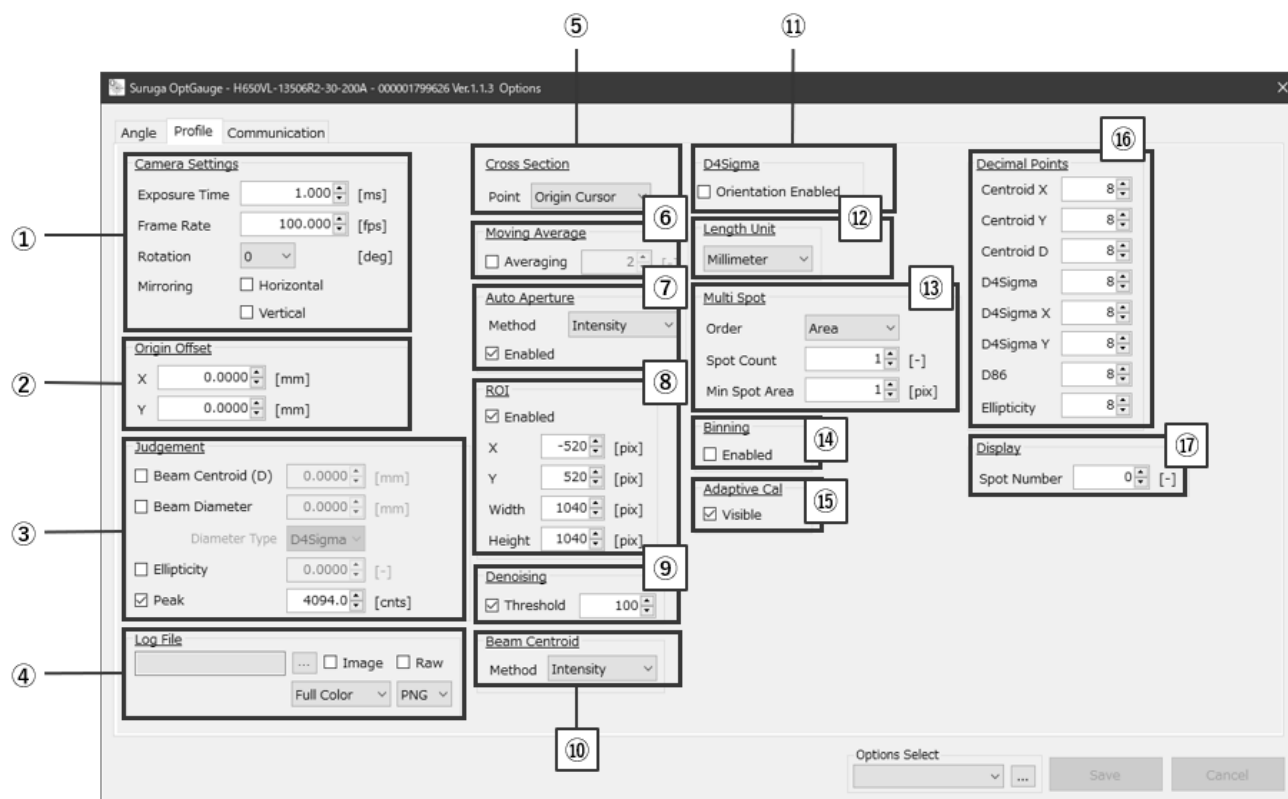 ⑤
⑪
Suruga OptGauge - H650VL-13506R2-30-200A - 000001799626 Ver.1.1.3 Options
Angle Profile Communication
①
Camera Settings
Exposure Time 1.000 [ms]
Frame Rate 100.000 [fps]
Rotation 0 [deg]
Mirroring Horizontal
Vertical
②
Origin Offset
X 0.0000 [mm]
Y 0.0000 [mm]
③
Judgement
Beam Centroid (D) 0.0000 [mm]
Beam Diameter 0.0000 [mm]
Diameter Type D4Sigma
Ellipticity 0.0000 [-]
Peak 4094.0 [cnts]
④
Log File
... Image Raw
Full Color PNG
Cross Section
Point Origin Cursor
⑥
Moving Average
Averaging 2 [-]
⑦
Auto Aperture
Method Intensity
Enabled
⑧
ROI
Enabled
X -520 [pix]
Y 520 [pix]
Width 1040 [pix]
Height 1040 [pix]
⑨
Denoising
Threshold 100
Beam Centroid
Method Intensity
⑩
D4Sigma
Orientation Enabled
⑫
Length Unit
Millimeter
⑬
Multi Spot
Order Area
Spot Count 1 [-]
Min Spot Area 1 [pix]
⑭
Binning
Enabled
⑮
Adaptive Cal
Visible
⑯
Decimal Points
Centroid X 8
Centroid Y 8
Centroid D 8
D4Sigma 8
D4Sigma X 8
D4Sigma Y 8
D86 8
Ellipticity 8
⑰
Display
Spot Number 0 [-]
Options Select
... Save Cancel